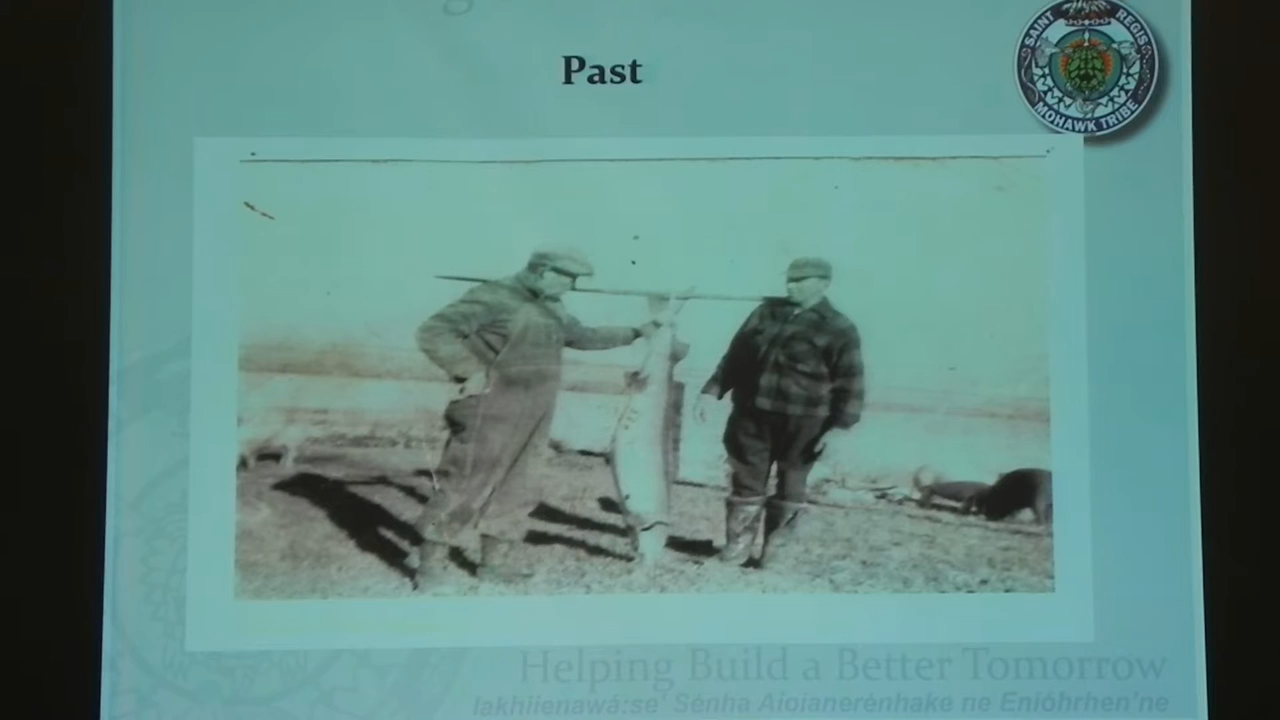 Past
SAINT REGIS
MOHAWK TRIBE
Helping Build a Better Tomorrow
Iakhiienawá:se' Sénha Aioianerénhake ne Enióhrhen'ne